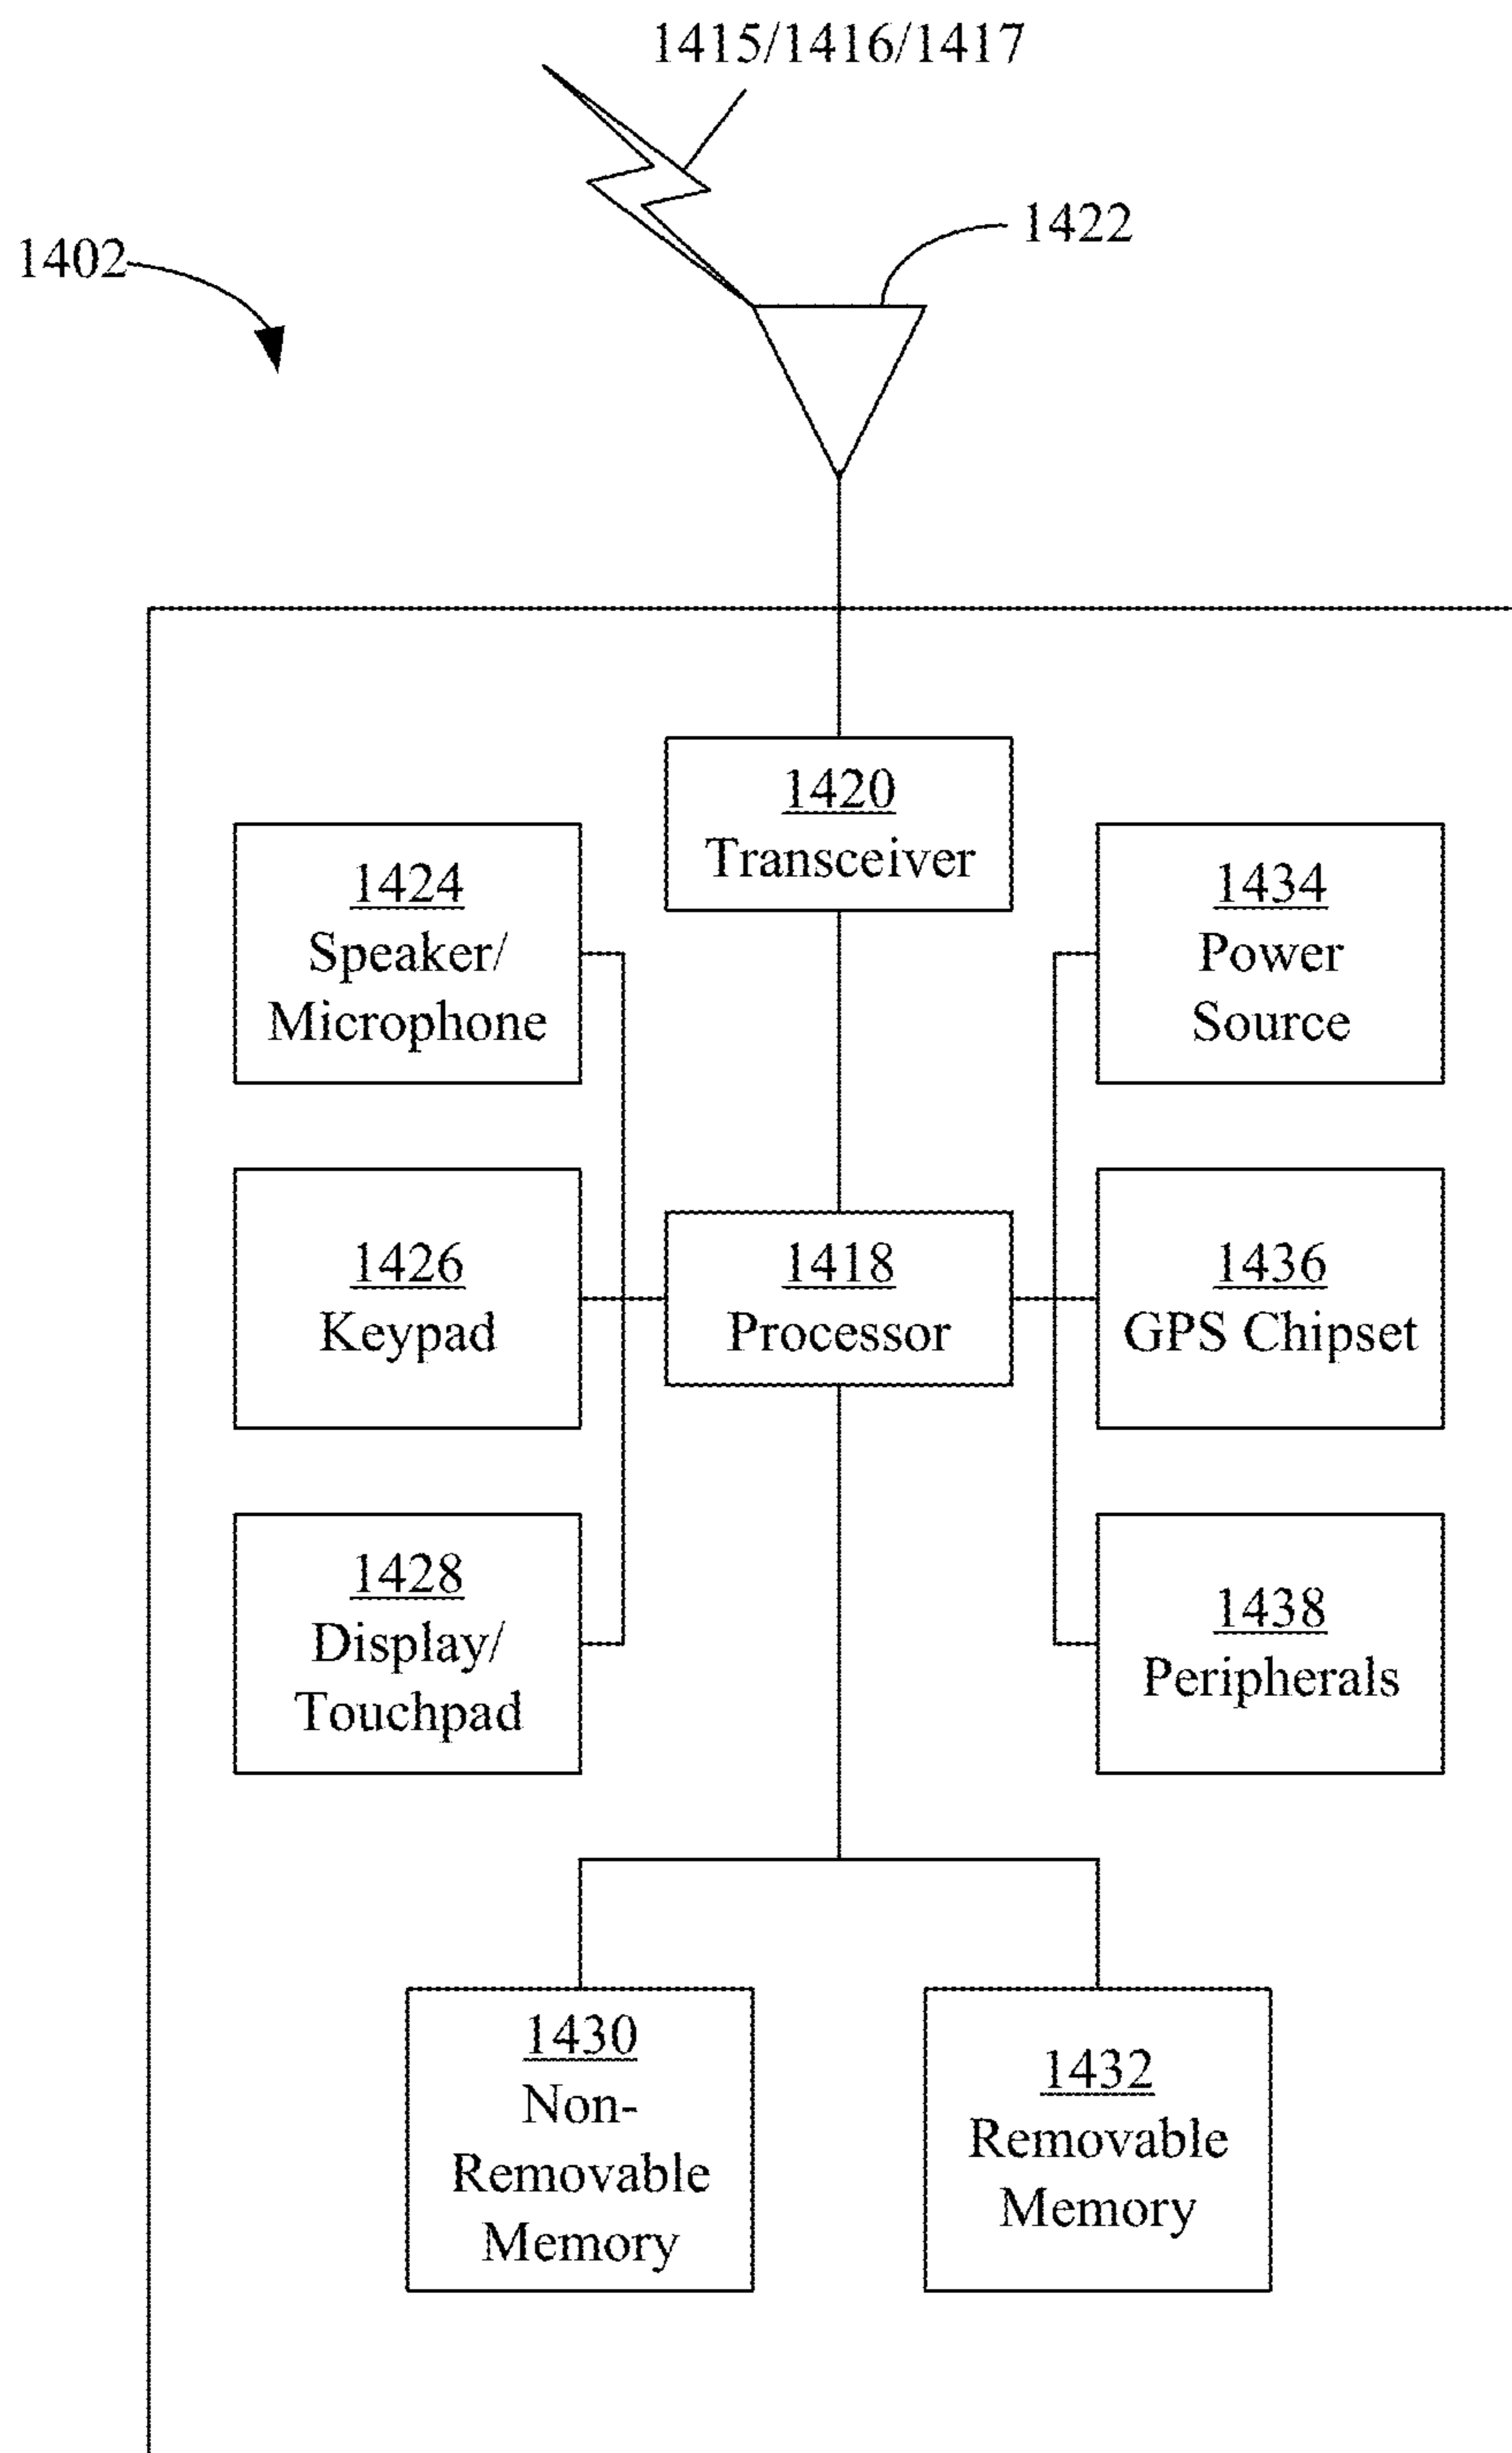 1415/1416/1417
1422
1402
1420
Transceiver
1424
Speaker/
Microphone
1434
Power
Source
1426
Keypad
1418
Processor
1436
GPS Chipset
1428
Display/
Touchpad
1438
Peripherals
1430
Non-
Removable
Memory
1432
Removable
Memory